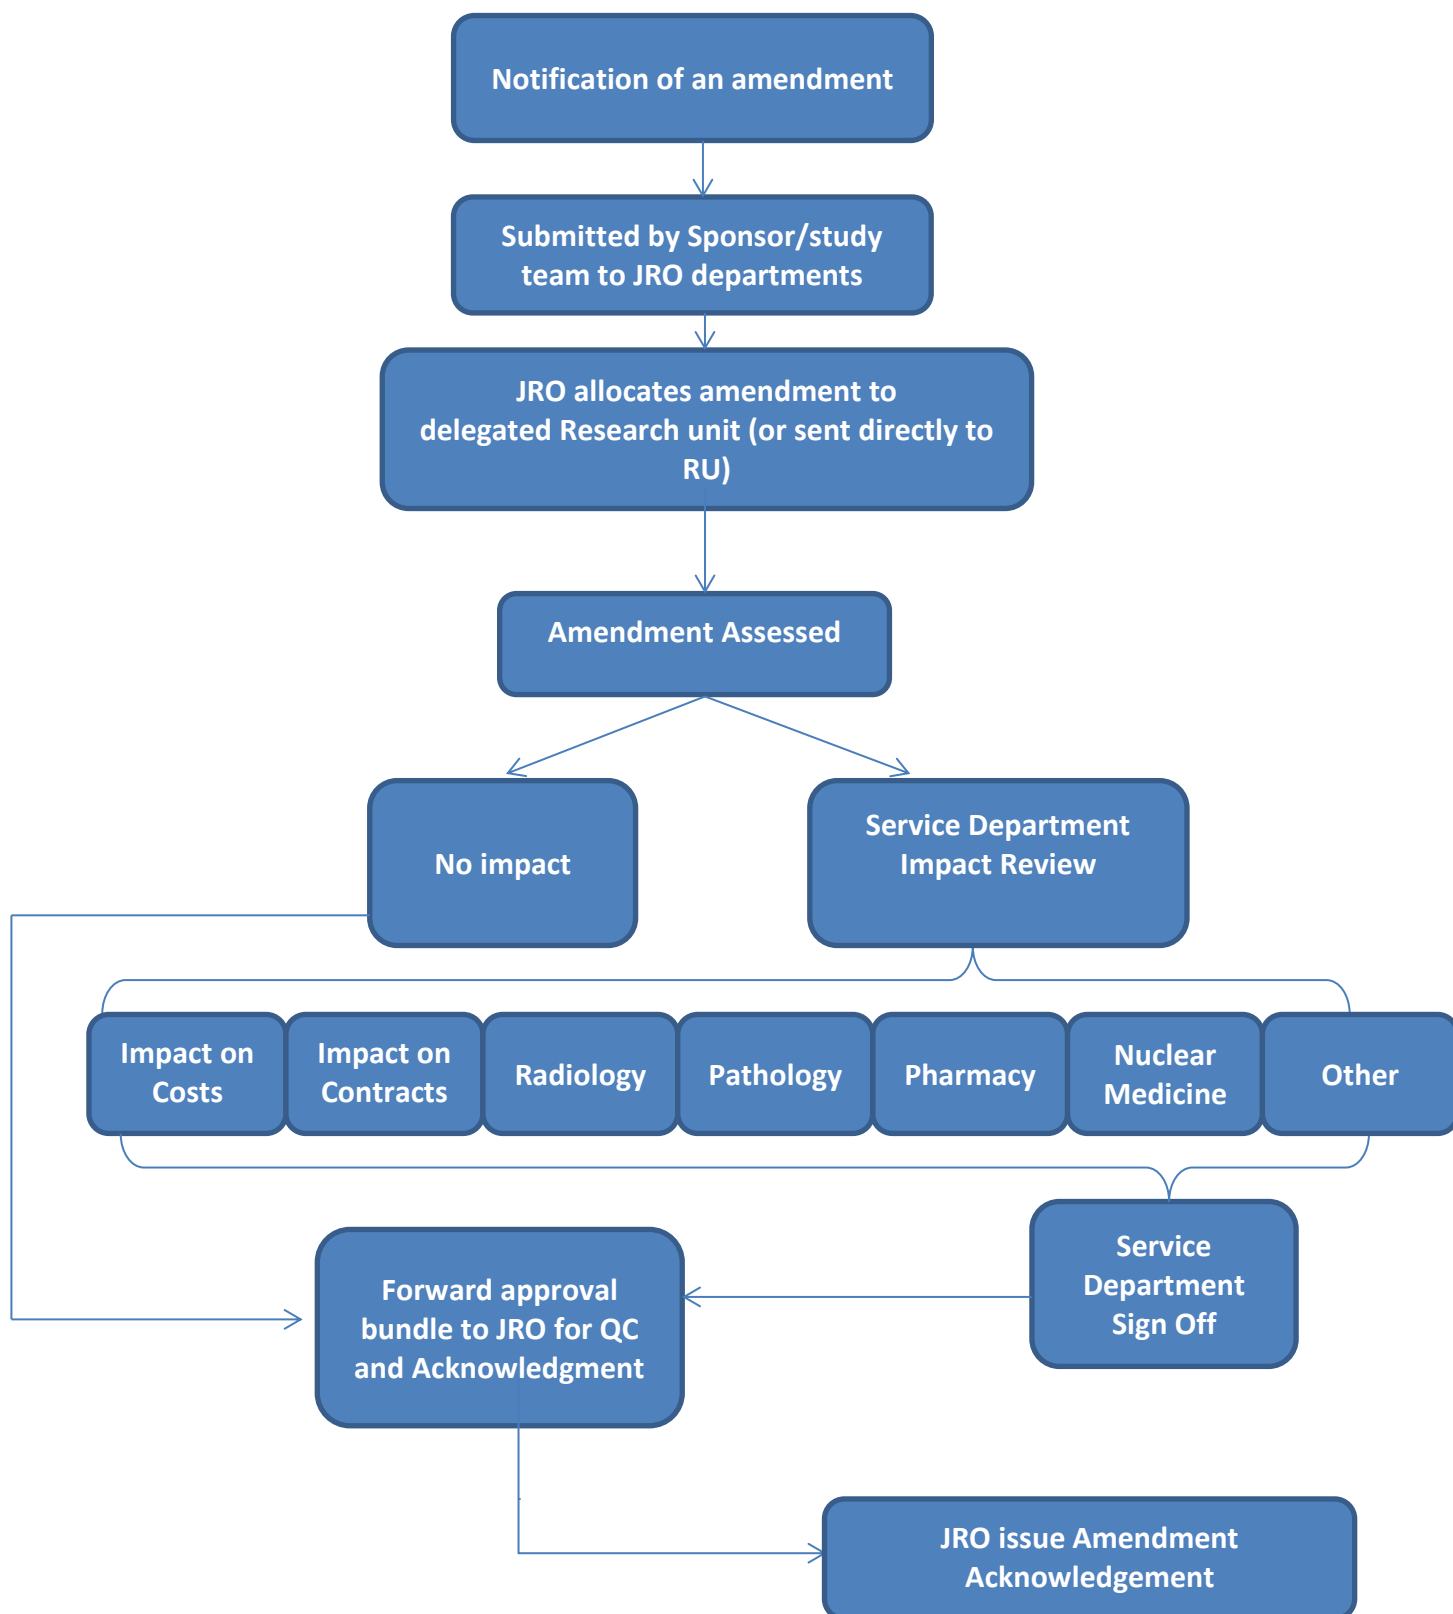 Notification of an amendment
Submitted by Sponsor/study
team to JRO departments
JRO allocates amendment to
delegated Research unit (or sent directly to
RU)
Amendment Assessed
No impact
Service Department
Impact Review
Impact on
Costs
Impact on
Contracts
Radiology
Pathology
Pharmacy
Nuclear
Medicine
Other
Service
Department
Sign Off
Forward approval
bundle to JRO for QC
and Acknowledgment
JRO issue Amendment
Acknowledgement